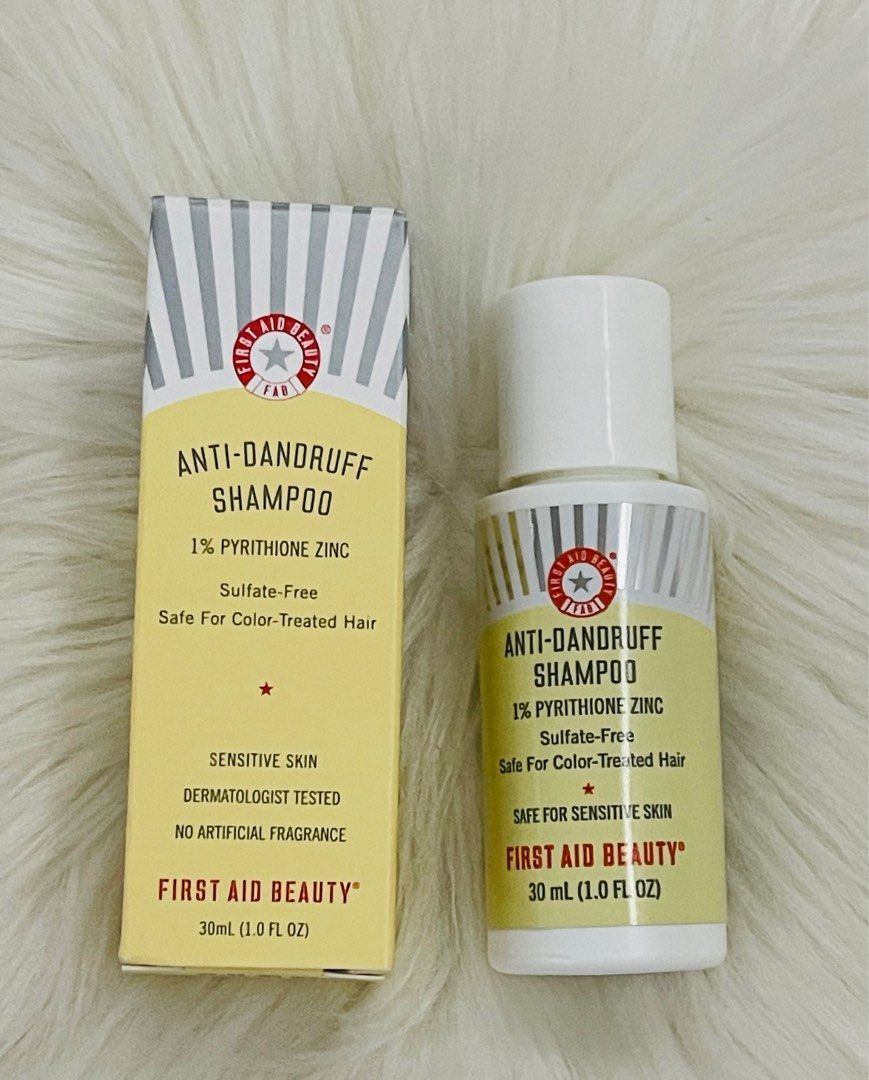 FIRST AID BEAUTY
®
FAB
ANTI-DANDRUFF
SHAMPOO
1% PYRITHIONE ZINC
Sulfate-Free
Safe For Color-Treated Hair
SENSITIVE SKIN
DERMATOLOGIST TESTED
NO ARTIFICIAL FRAGRANCE
FIRST AID BEAUTY®
30mL (1.0 FL OZ)
FIRST AID BEAUTY
®
FAB
ANTI-DANDRUFF
SHAMPOO
1% PYRITHIONE ZINC
Sulfate-Free
Safe For Color-Treated Hair
SAFE FOR SENSITIVE SKIN
FIRST AID BEAUTY®
30 mL (1.0 FL OZ)